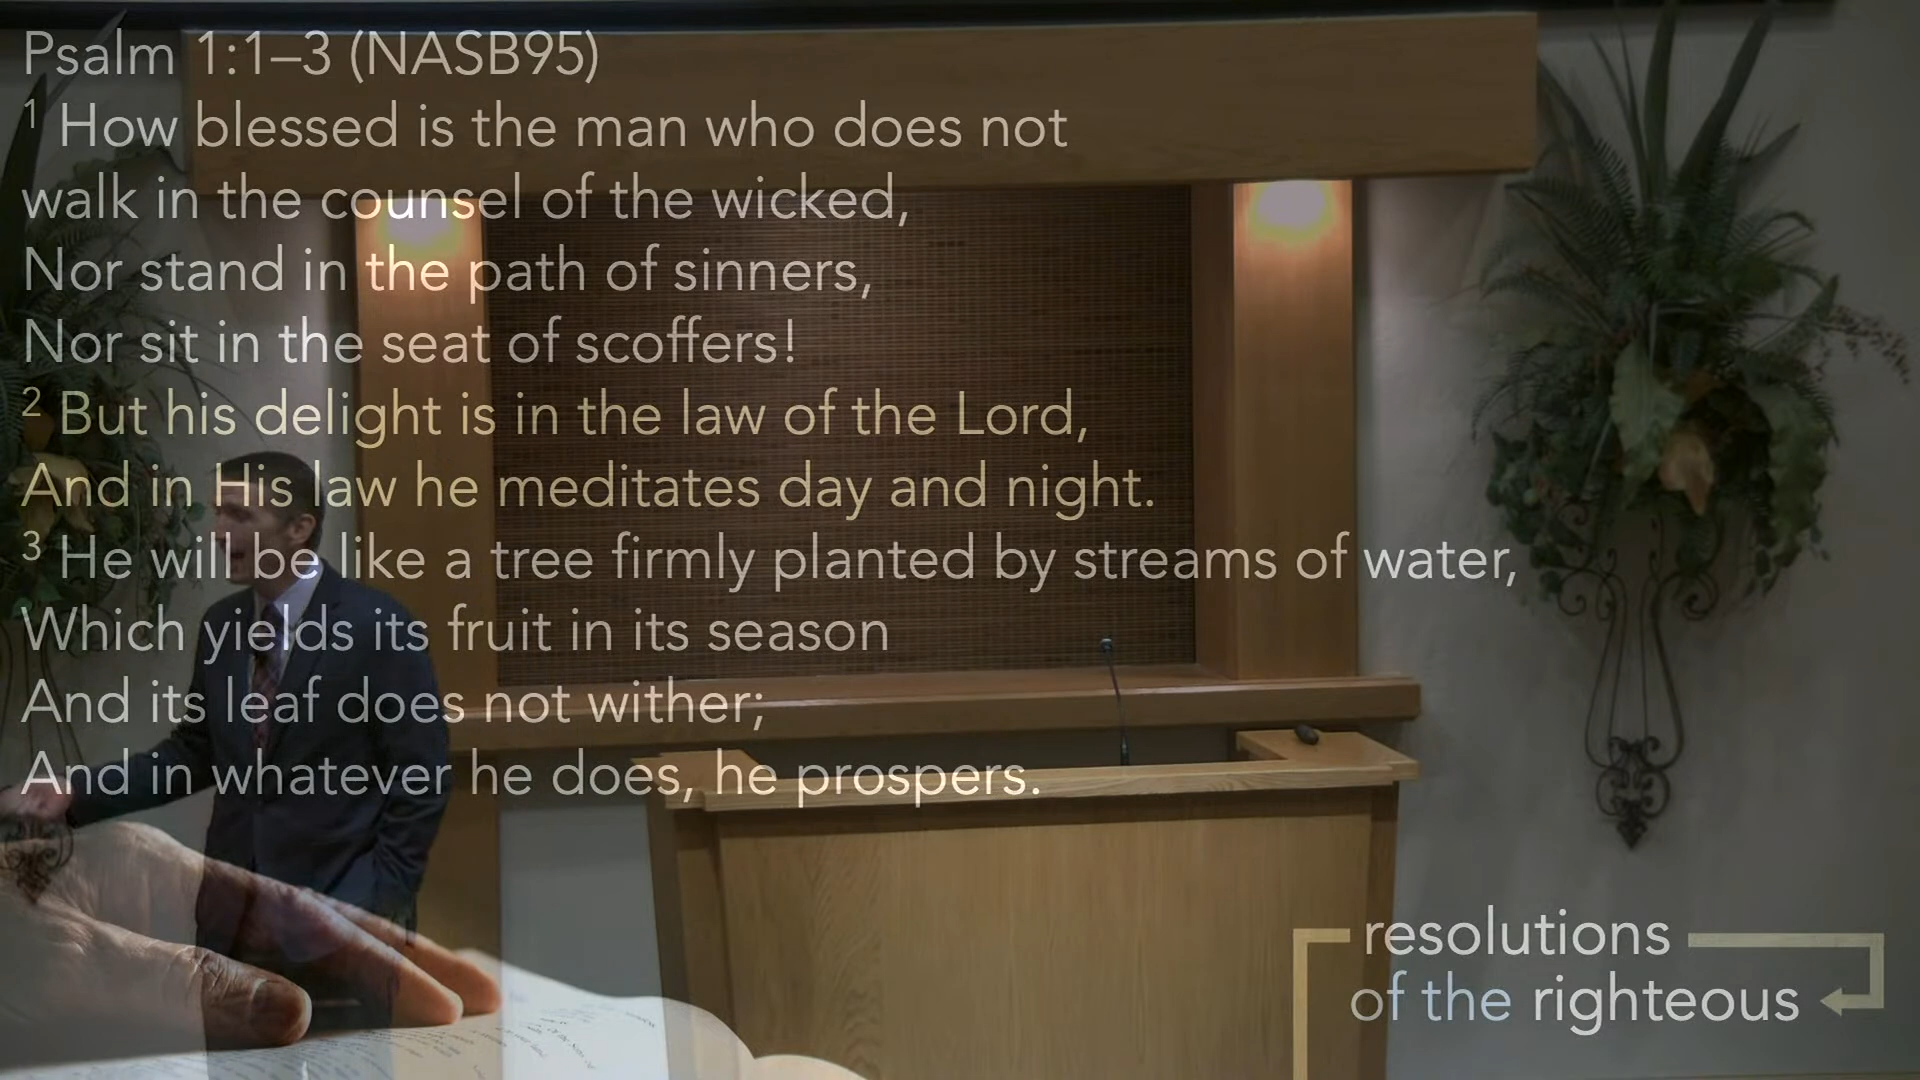 Psalm 1:1–3 (NASB95)
1 How blessed is the man who does not
walk in the counsel of the wicked,
Nor stand in the path of sinners,
Nor sit in the seat of scoffers!
2 But his delight is in the law of the Lord,
And in His law he meditates day and night.
3 He will be like a tree firmly planted by streams of water,
Which yields its fruit in its season
And its leaf does not wither;
And in whatever he does, he prospers.
resolutions
of the righteous